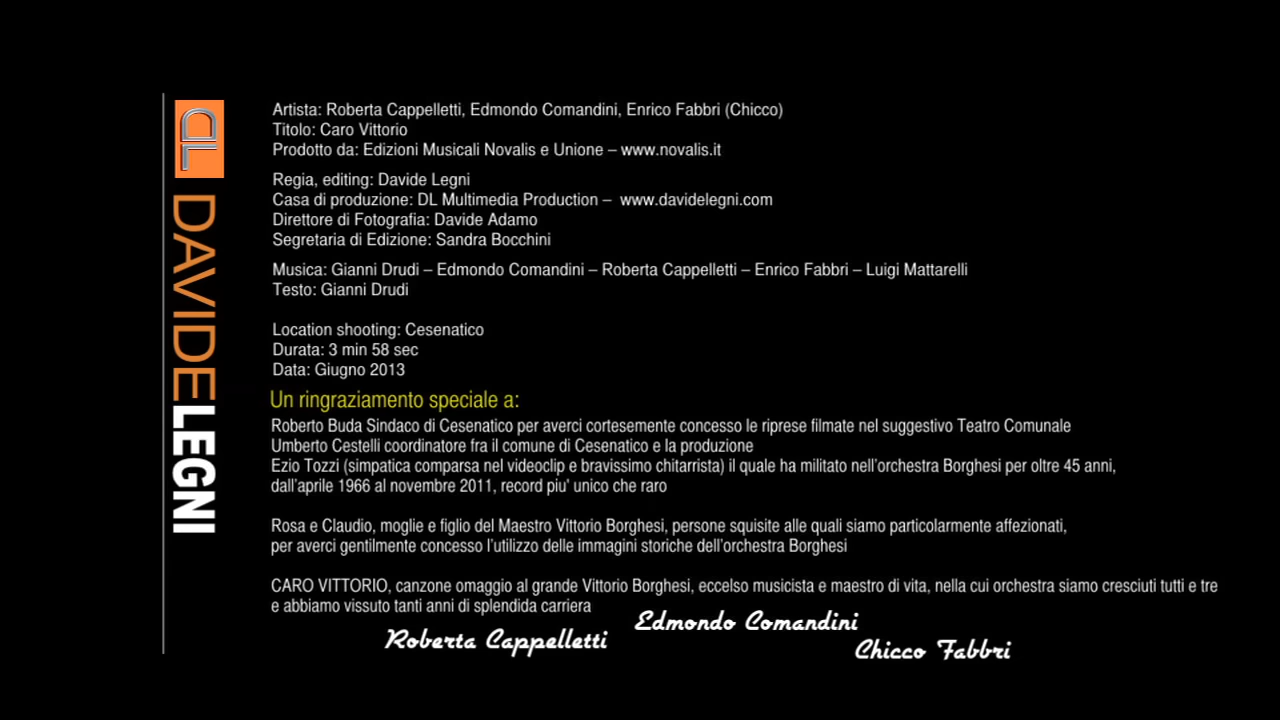 DL DAVIDELEGNI
Artista: Roberta Cappelletti, Edmondo Comandini, Enrico Fabbri (Chicco)
Titolo: Caro Vittorio
Prodotto da: Edizioni Musicali Novalis e Unione – www.novalis.it
Regia, editing: Davide Legni
Casa di produzione: DL Multimedia Production – www.davidelegni.com
Direttore di Fotografia: Davide Adamo
Segretaria di Edizione: Sandra Bocchini
Musica: Gianni Drudi – Edmondo Comandini – Roberta Cappelletti – Enrico Fabbri – Luigi Mattarelli
Testo: Gianni Drudi
Location shooting: Cesenatico
Durata: 3 min 58 sec
Data: Giugno 2013
Un ringraziamento speciale a:
Roberto Buda Sindaco di Cesenatico per averci cortesemente concesso le riprese filmate nel suggestivo Teatro Comunale
Umberto Cestelli coordinatore fra il comune di Cesenatico e la produzione
Ezio Tozzi (simpatica comparsa nel videoclip e bravissimo chitarrista) il quale ha militato nell'orchestra Borghesi per oltre 45 anni,
dall'aprile 1966 al novembre 2011, record piu' unico che raro
Rosa e Claudio, moglie e figlio del Maestro Vittorio Borghesi, persone squisite alle quali siamo particolarmente affezionati,
per averci gentilmente concesso l'utilizzo delle immagini storiche dell'orchestra Borghesi
CARO VITTORIO, canzone omaggio al grande Vittorio Borghesi, eccelso musicista e maestro di vita, nella cui orchestra siamo cresciuti tutti e tre
e abbiamo vissuto tanti anni di splendida carriera
Edmondo Comandini
Roberta Cappelletti
Chicco Fabbri